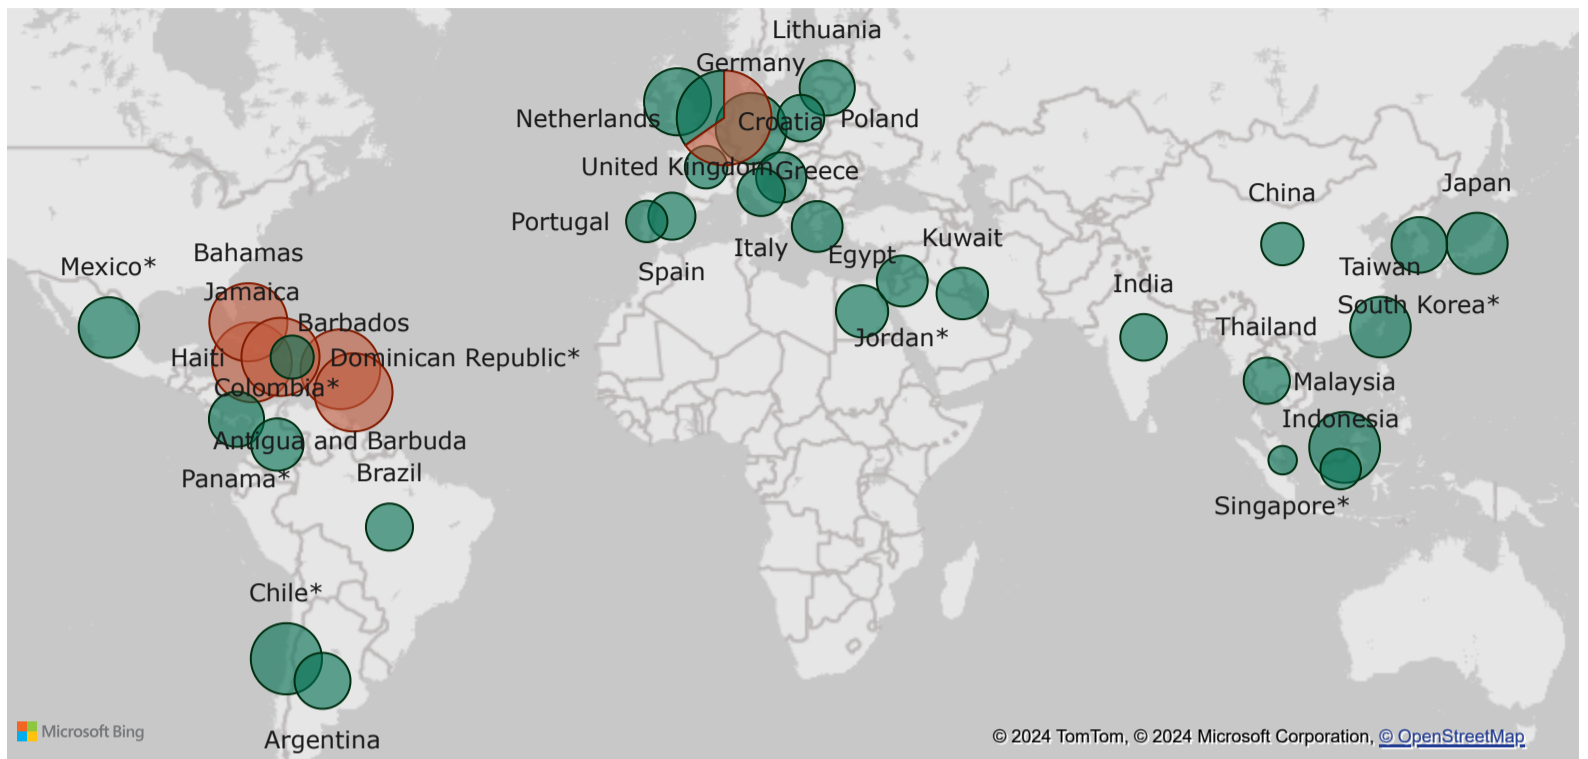 Lithuania
Germany
Netherlands
Croatia
Poland
United Kingdom
Greece
China
Japan
Portugal
Kuwait
Italy
Bahamas
Egypt
Mexico*
Taiwan
Spain
India
Jamaica
South Korea*
Barbados
Thailand
Jordan*
Haiti
Dominican Republic*
Malaysia
Colombia*
Indonesia
Antigua and Barbuda
Brazil
Panama*
Singapore*
Chile*
Microsoft Bing
© 2024 TomTom, © 2024 Microsoft Corporation, © OpenStreetMap
Argentina